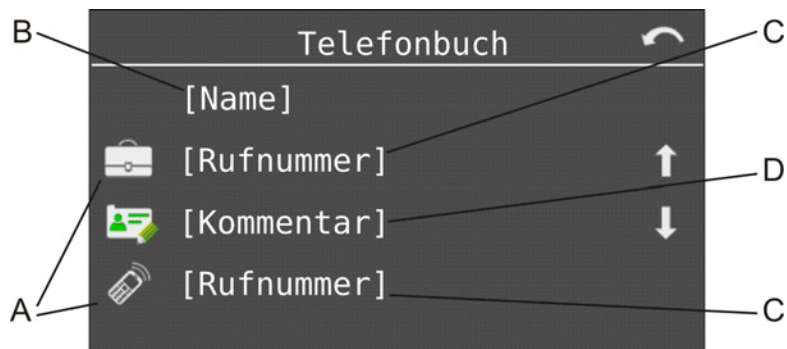 B
Telefonbuch
C
[Name]
[Rufnummer]
D
[Kommentar]
[Rufnummer]
A
C